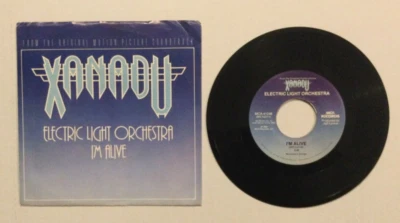 FROM THE ORIGINAL MOTION PICTURE SOUNDTRACK
XANADU
ELECTRIC LIGHT ORCHESTRA
I'M ALIVE
XANADU
ELECTRIC LIGHT ORCHESTRA
I'M ALIVE